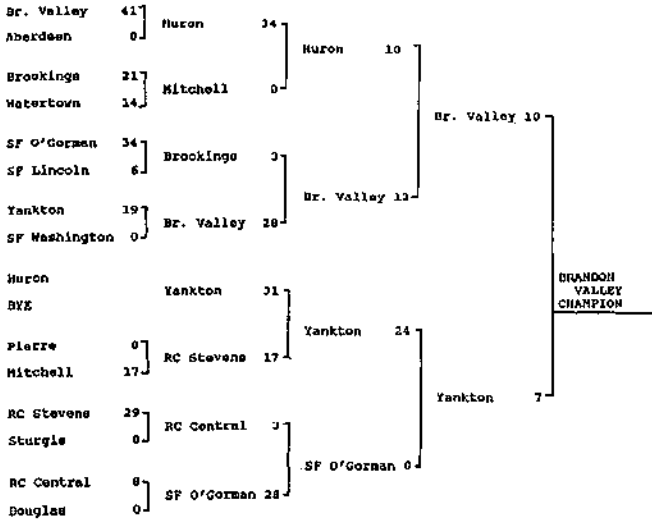 Br. Valley 41
Aberdeen 0
Brookings 21
Watertown 14
SF O'Gorman 34
SF Lincoln 6
Yankton 19
SF Washington 0
Huron
BYE
Pierre 0
Mitchell 17
RC Stevens 29
Sturgis 0
RC Central 8
Douglas 0
Huron 34
Mitchell 0
Brookings 3
Br. Valley 28
Yankton 31
RC Stevens 17
RC Central 3
SF O'Gorman 28
Huron 10
Br. Valley 13
Yankton 24
SF O'Gorman 0
Br. Valley 10
Yankton 7
BRANDON
VALLEY
CHAMPION